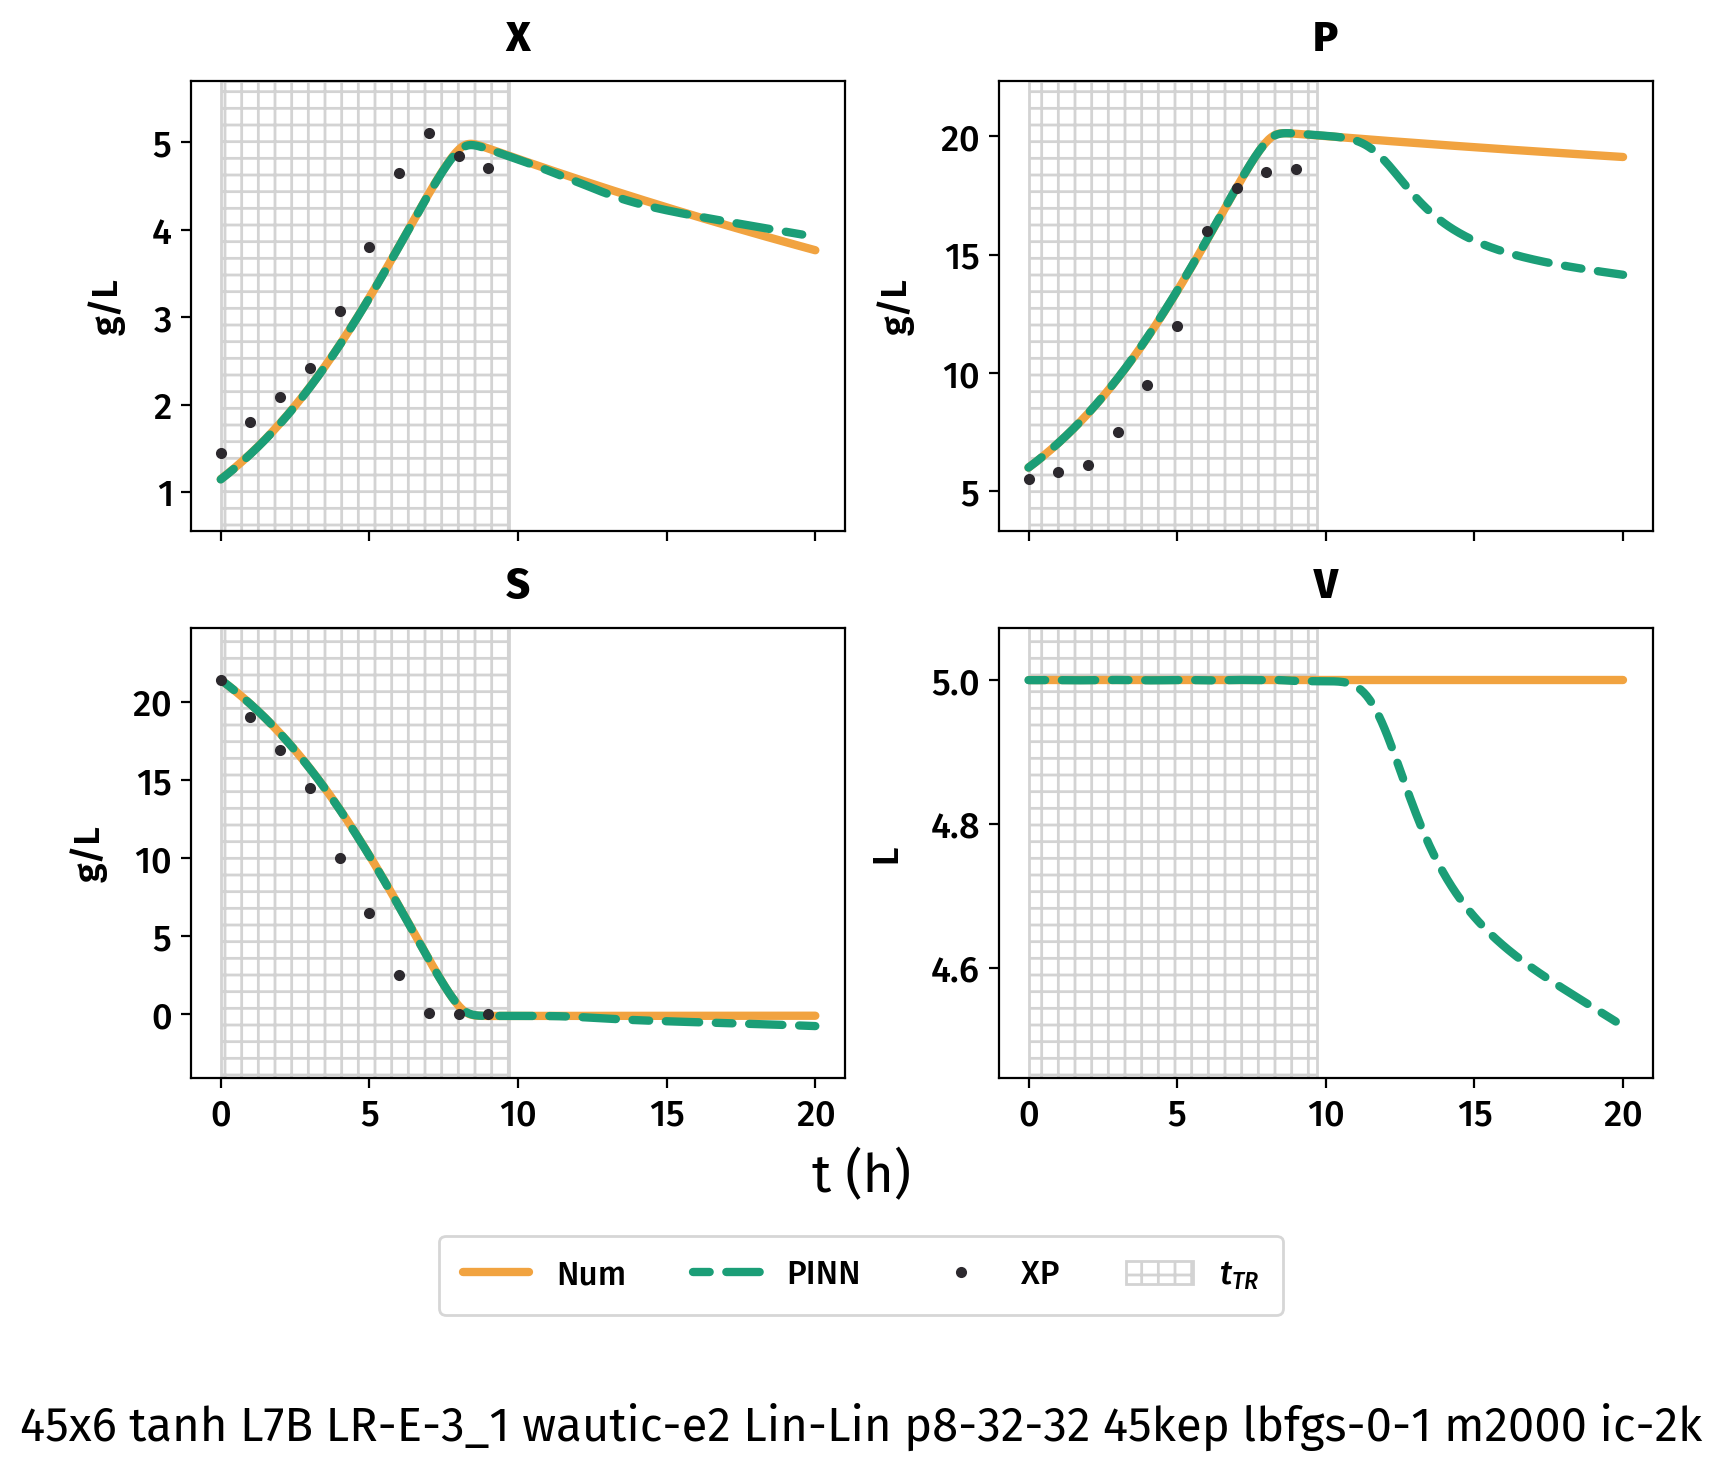 X
P
5
4
3
2
1
g/L
20
15
10
5
g/L
S
V
20
15
10
5
0
g/L
0 5 10 15 20
5.0
4.8
4.6
L
0 5 10 15 20
t (h)
Num PINN XP tTR
45x6 tanh L7B LR-E-3_1 wautic-e2 Lin-Lin p8-32-32 45kep lbfgs-0-1 m2000 ic-2k